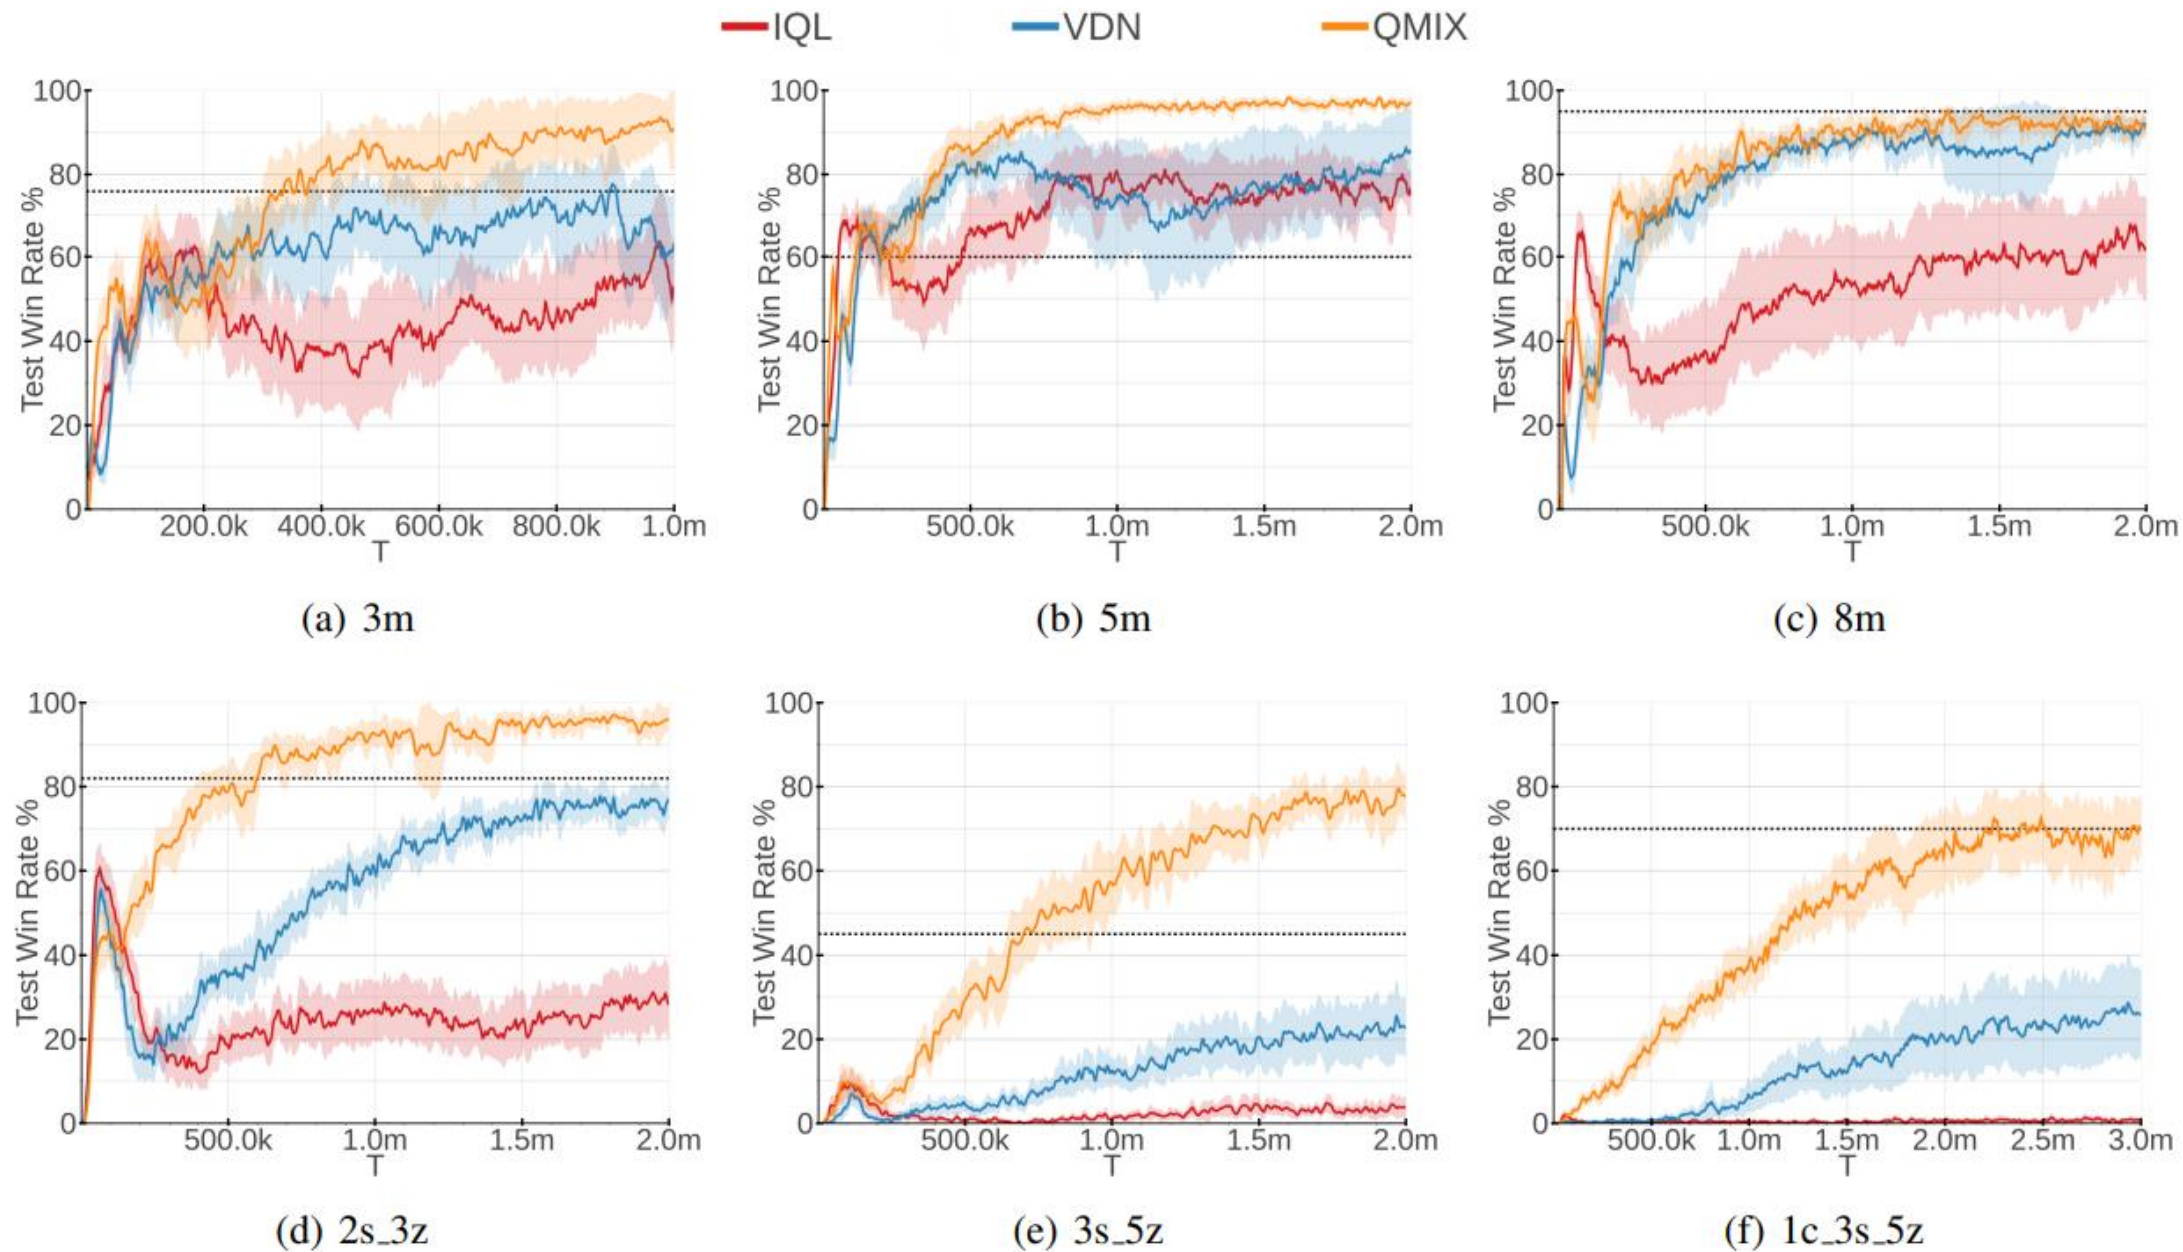 IQL VDN QMIX
Test Win Rate %
100
80
60
40
20
0
200.0k 400.0k 600.0k 800.0k 1.0m
T
(a) 3m
Test Win Rate %
100
80
60
40
20
0
500.0k 1.0m 1.5m 2.0m
T
(b) 5m
Test Win Rate %
100
80
60
40
20
0
500.0k 1.0m 1.5m 2.0m
T
(c) 8m
Test Win Rate %
100
80
60
40
20
0
500.0k 1.0m 1.5m 2.0m
T
(d) 2s_3z
Test Win Rate %
100
80
60
40
20
0
500.0k 1.0m 1.5m 2.0m
T
(e) 3s_5z
Test Win Rate %
100
80
60
40
20
0
500.0k 1.0m 1.5m 2.0m 2.5m 3.0m
T
(f) 1c_3s_5z